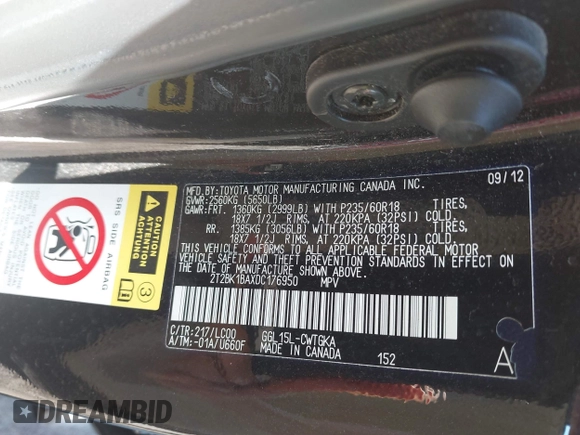 09/12
MFD. BY: TOYOTA MOTOR MANUFACTURING CANADA INC.
GVWR: 2560KG (5650LB)
GAWR: FRT. 1360KG (2999LB) WITH P235/60R18 TIRES,
18X7 1/2J RIMS, AT 220KPA (32PSI) COLD.
RR. 1385KG (3056LB) WITH P235/60R18 TIRES,
18X7 1/2J RIMS, AT 220KPA (32PSI) COLD.
THIS VEHICLE CONFORMS TO ALL APPLICABLE FEDERAL MOTOR
VEHICLE SAFETY AND THEFT PREVENTION STANDARDS IN EFFECT ON
THE DATE OF MANUFACTURE SHOWN ABOVE.
2T2BK1BAXDC176950 MPV
C/TR: 217/LC00 GGL15L-CWTGKA
A/TM: -01A/U660F MADE IN CANADA 152
A
CAUTION
ATTENTION
SRS SIDE AIRBAG
3
DREAMBID